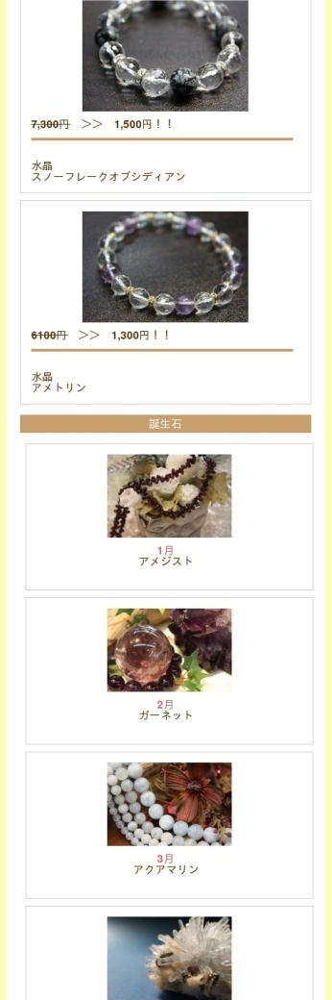 7,300円 >> 1,500円！！
水晶
スノーフレークオブシディアン
6100円 >> 1,300円！！
水晶
アメトリン
誕生石
1月
アメジスト
2月
ガーネット
3月
アクアマリン